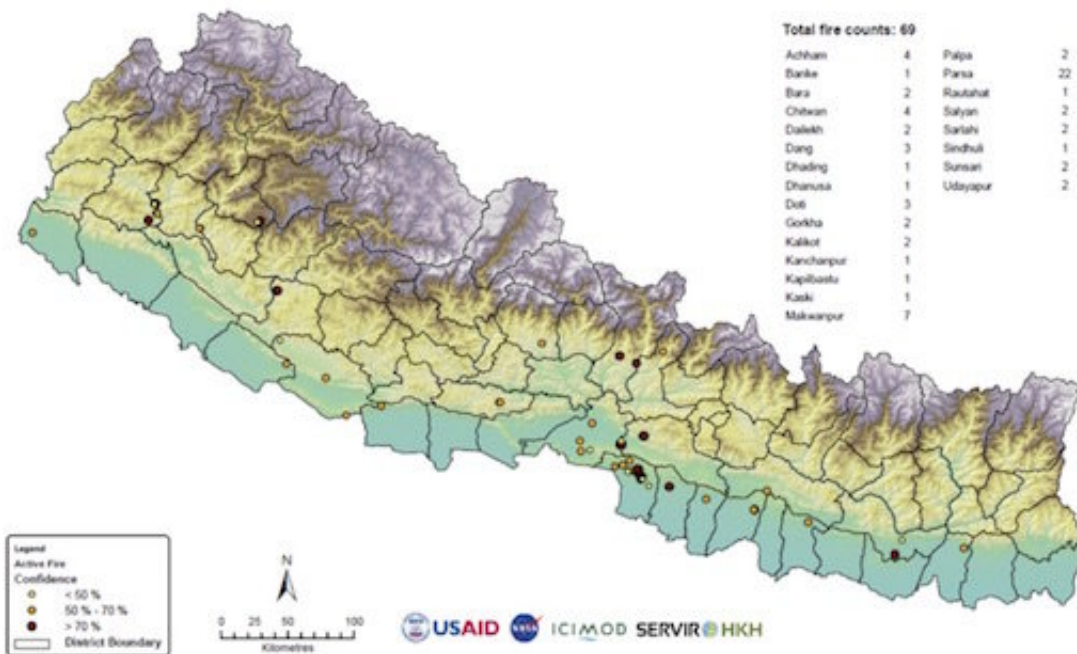 Total fire counts: 69
Achham 4 Palpa 2
Banke 1 Parsa 22
Bara 2 Rautahat 1
Chitwan 4 Salyan 2
Dailekh 2 Sarlahi 2
Dang 3 Sindhuli 1
Dhading 1 Sunsari 2
Dhanusa 1 Udayapur 2
Doti 3
Gorkha 2
Kalikot 2
Kanchanpur 1
Kapilbastu 1
Kaski 1
Makwanpur 7
Legend
Active Fire
Confidence
< 50 %
50 % - 70 %
> 70 %
District Boundary
N
0 25 50 100
Kilometres
USAID NASA ICIMOD SERVIR HKH